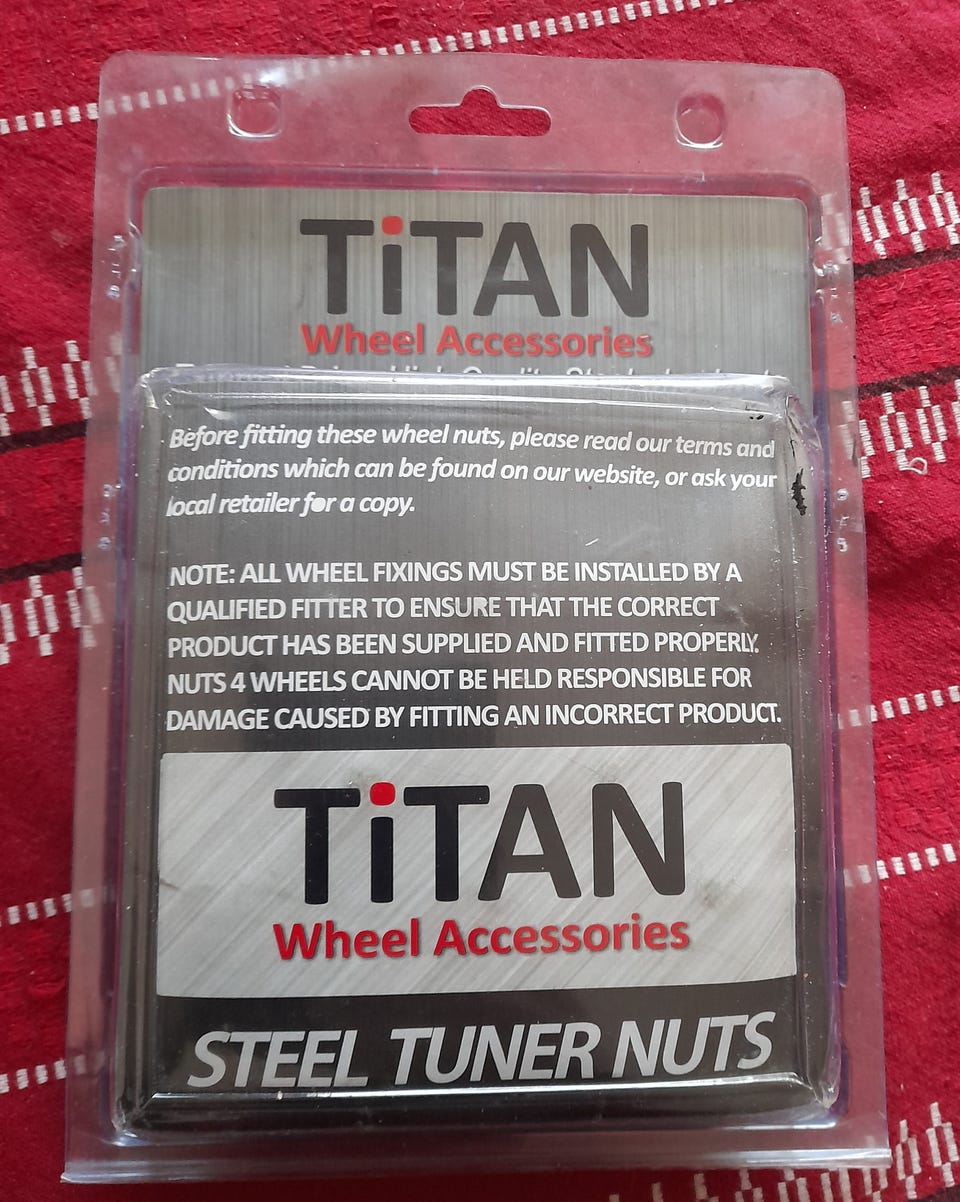 TiTAN
Wheel Accessories
Before fitting these wheel nuts, please read our terms and
conditions which can be found on our website, or ask your
local retailer for a copy.
NOTE: ALL WHEEL FIXINGS MUST BE INSTALLED BY A
QUALIFIED FITTER TO ENSURE THAT THE CORRECT
PRODUCT HAS BEEN SUPPLIED AND FITTED PROPERLY.
NUTS 4 WHEELS CANNOT BE HELD RESPONSIBLE FOR
DAMAGE CAUSED BY FITTING AN INCORRECT PRODUCT.
TiTAN
Wheel Accessories
STEEL TUNER NUTS